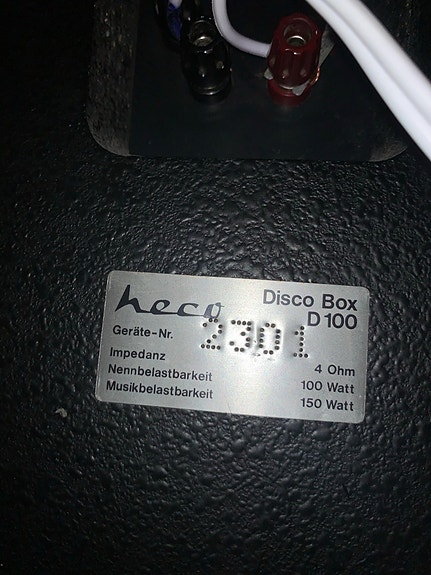 heco Disco Box
D 100
Geräte-Nr. 2301
Impedanz 4 Ohm
Nennbelastbarkeit 100 Watt
Musikbelastbarkeit 150 Watt